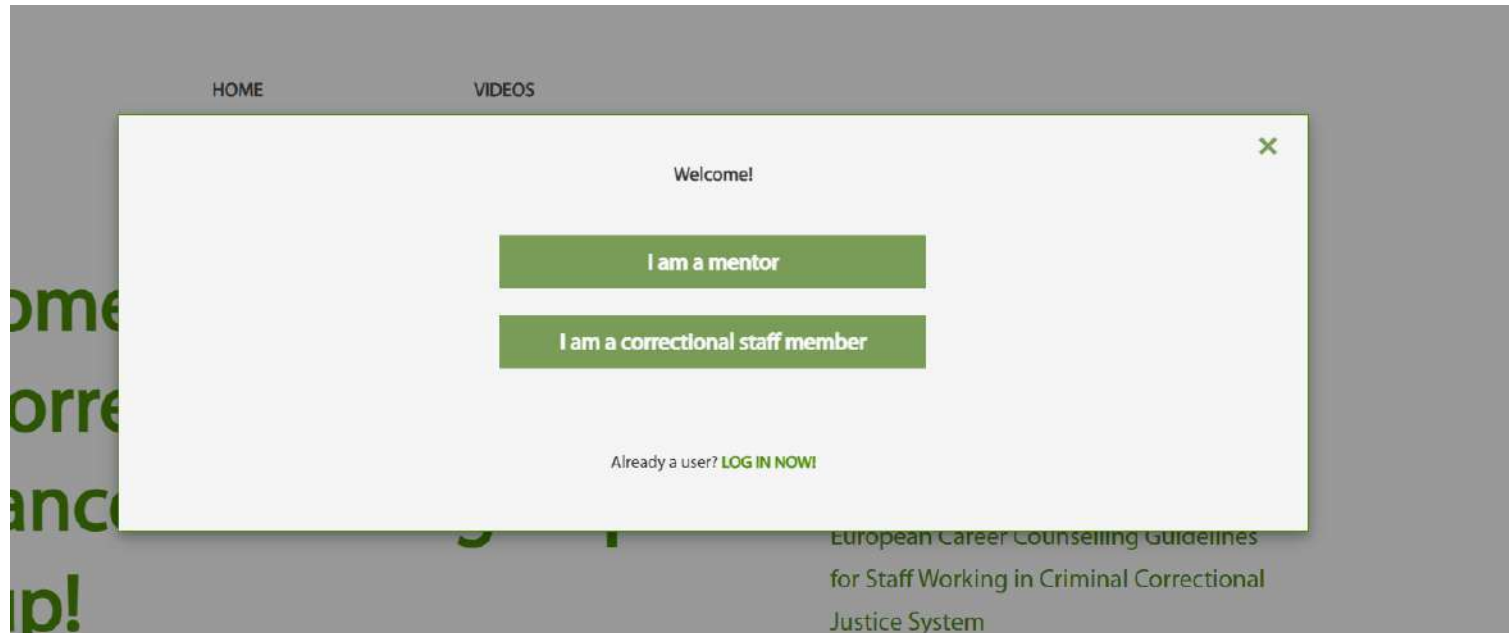 HOME VIDEOS
Welcome!
I am a mentor
I am a correctional staff member
Already a user? LOG IN NOW!
European Career Counselling Guidelines
for Staff Working in Criminal Correctional
Justice System